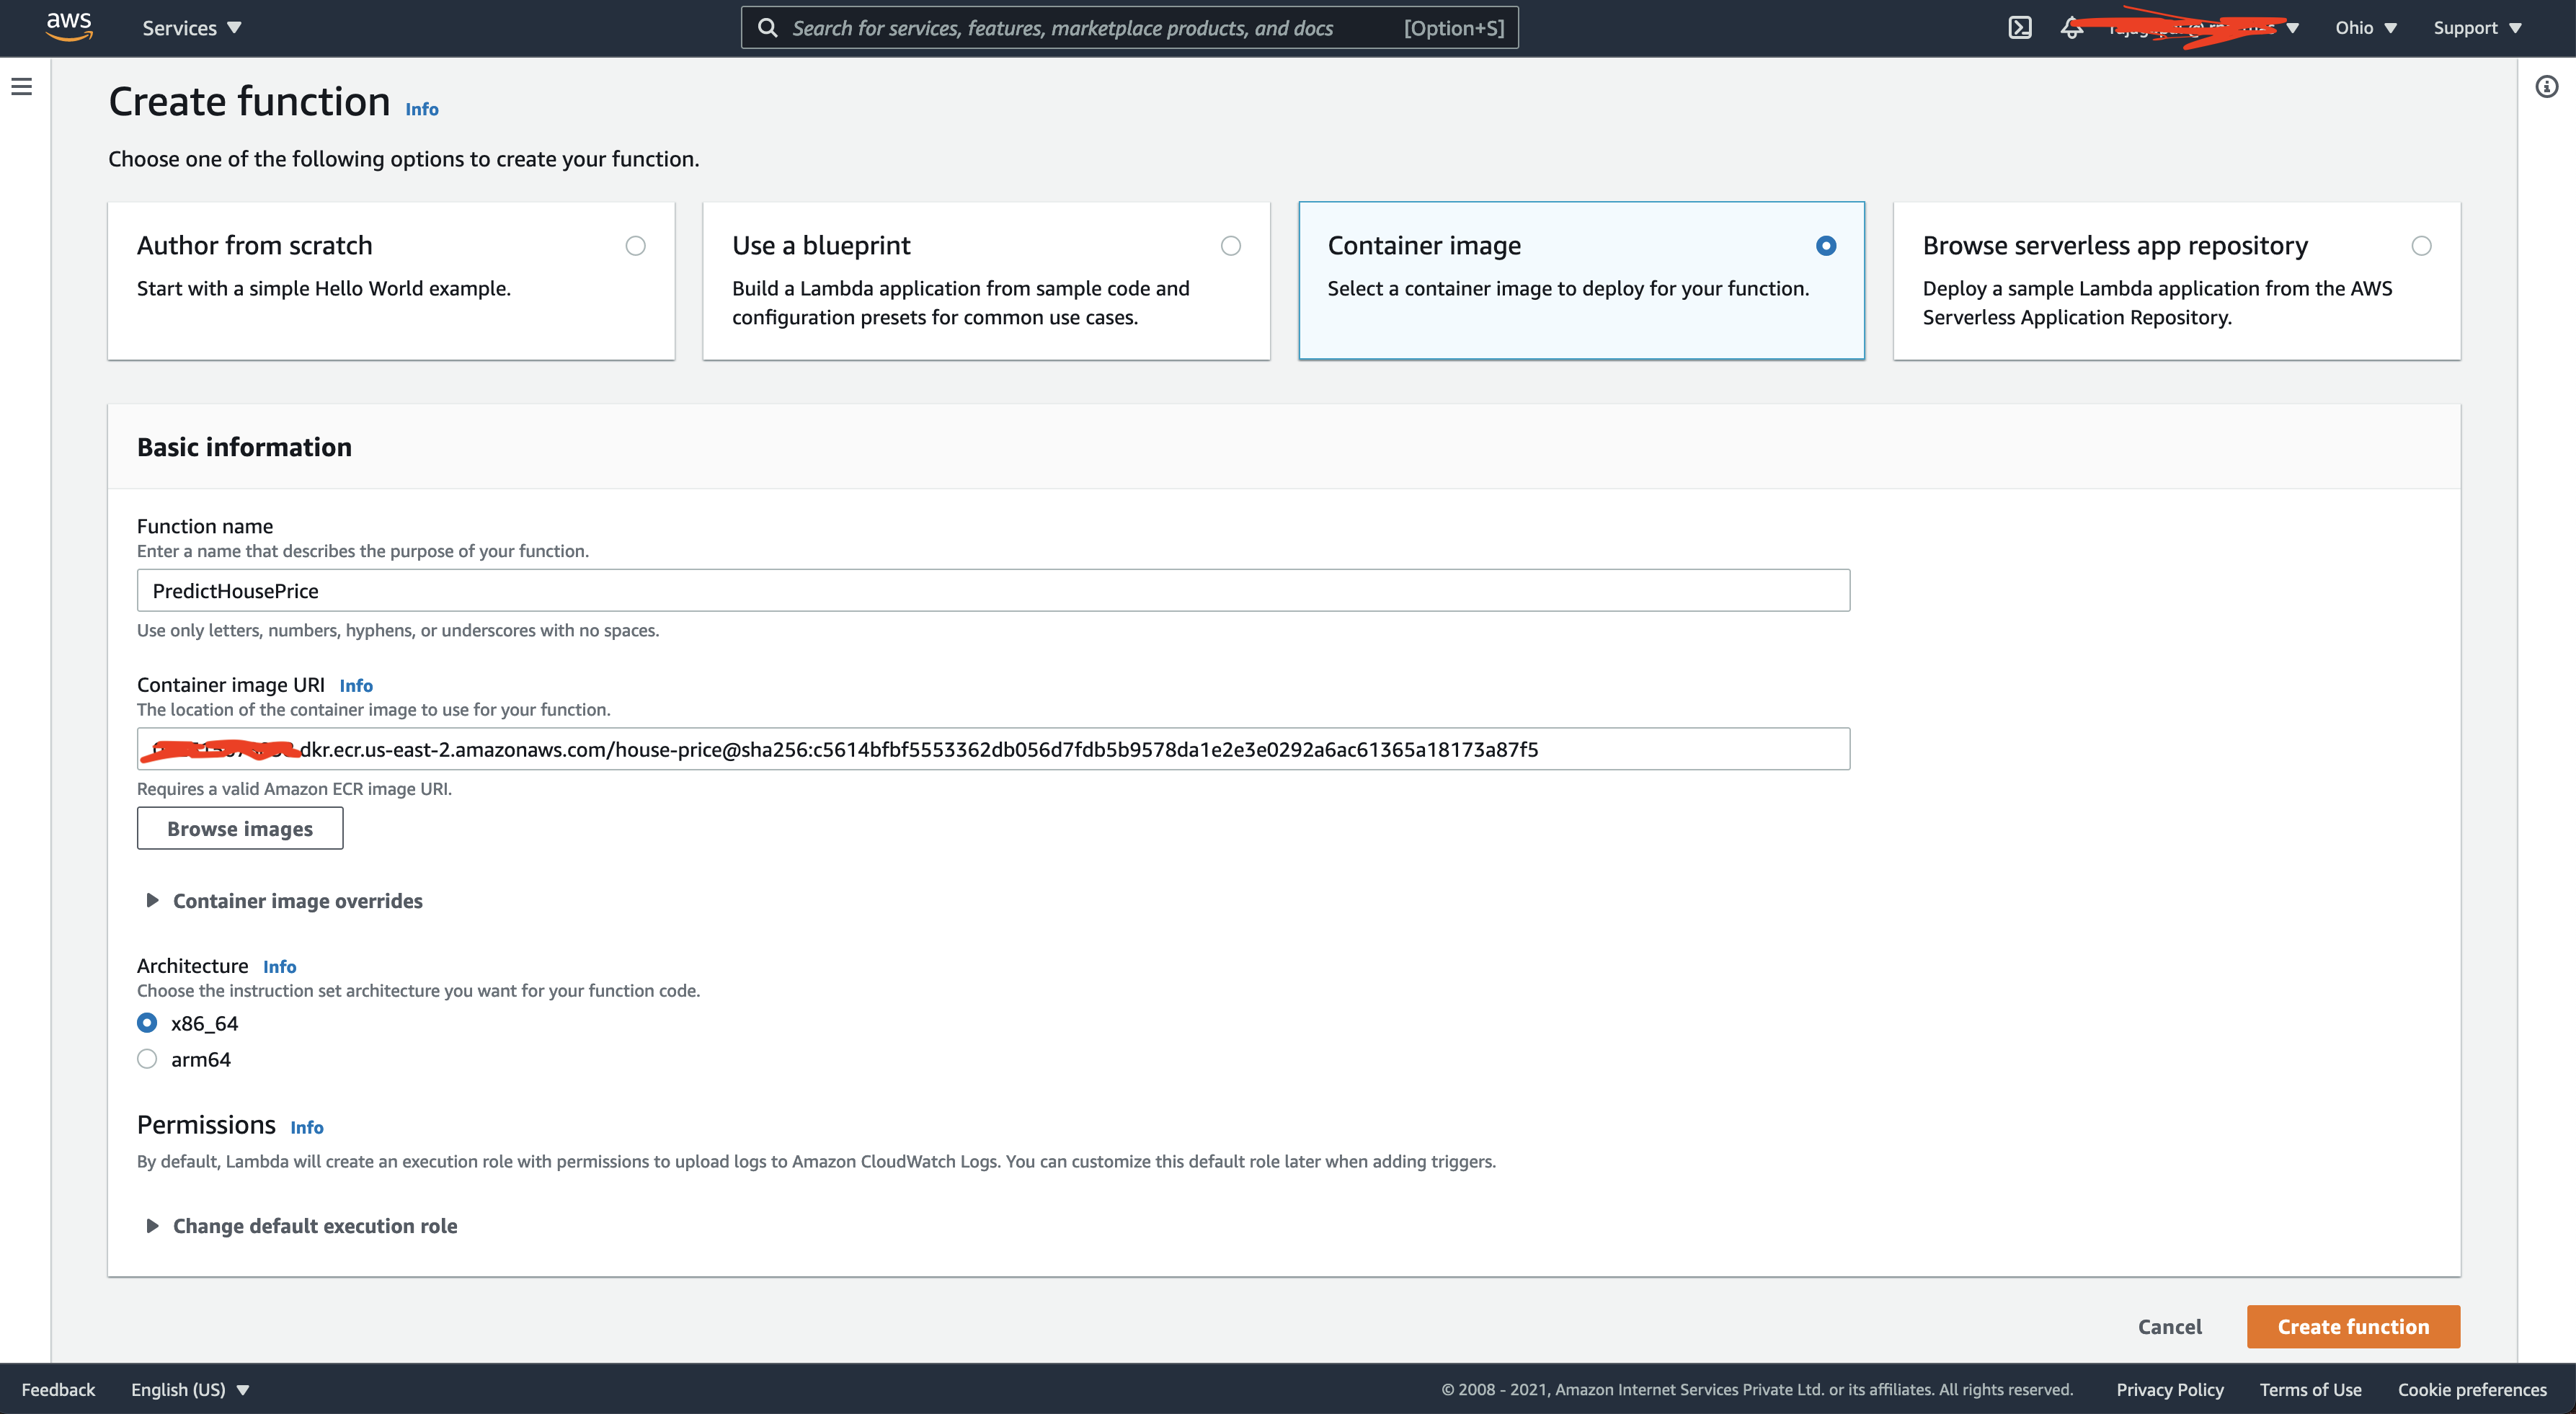 aws
Services
Search for services, features, marketplace products, and docs
[Option+S]
Ohio
Support
Create function Info
Choose one of the following options to create your function.
Author from scratch
Start with a simple Hello World example.
Use a blueprint
Build a Lambda application from sample code and
configuration presets for common use cases.
Container image
Select a container image to deploy for your function.
Browse serverless app repository
Deploy a sample Lambda application from the AWS
Serverless Application Repository.
Basic information
Function name
Enter a name that describes the purpose of your function.
PredictHousePrice
Use only letters, numbers, hyphens, or underscores with no spaces.
Container image URI Info
The location of the container image to use for your function.
.dkr.ecr.us-east-2.amazonaws.com/house-price@sha256:c5614bfbf5553362db056d7fdb5b9578da1e2e3e0292a6ac61365a18173a87f5
Requires a valid Amazon ECR image URI.
Browse images
Container image overrides
Architecture Info
Choose the instruction set architecture you want for your function code.
x86_64
arm64
Permissions Info
By default, Lambda will create an execution role with permissions to upload logs to Amazon CloudWatch Logs. You can customize this default role later when adding triggers.
Change default execution role
Cancel
Create function
Feedback
English (US)
© 2008 - 2021, Amazon Internet Services Private Ltd. or its affiliates. All rights reserved.
Privacy Policy
Terms of Use
Cookie preferences